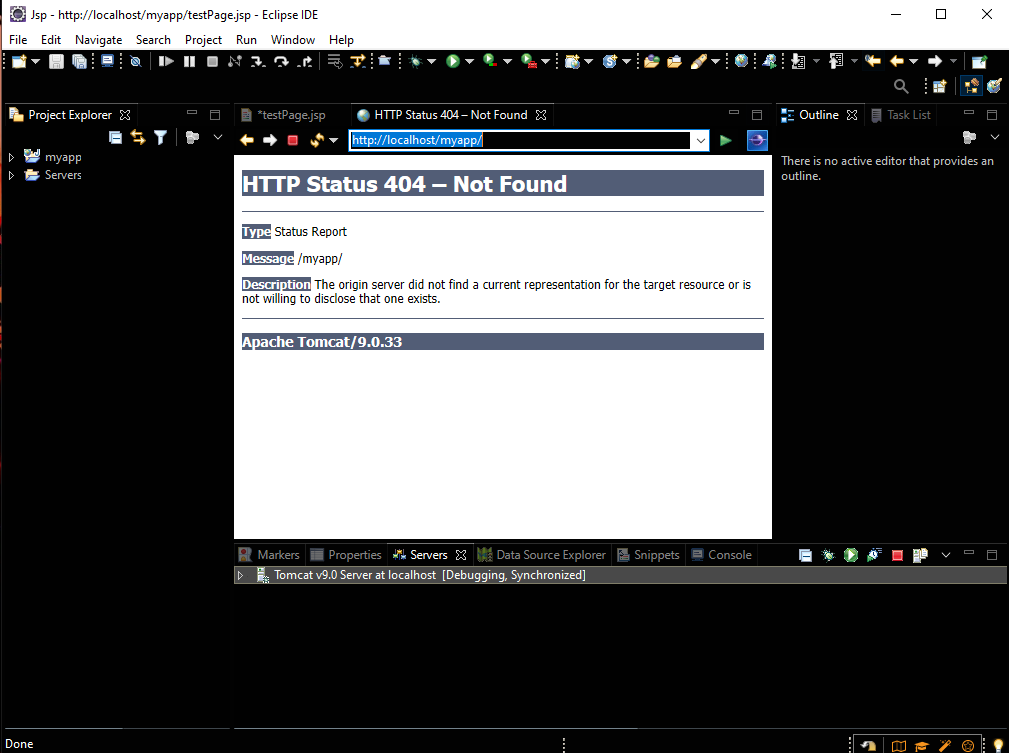 Jsp - http://localhost/myapp/testPage.jsp - Eclipse IDE
File Edit Navigate Search Project Run Window Help
Project Explorer
*testPage.jsp
HTTP Status 404 – Not Found
Outline
Task List
http://localhost/myapp/
myapp
Servers
HTTP Status 404 – Not Found
Type Status Report
Message /myapp/
Description The origin server did not find a current representation for the target resource or is
not willing to disclose that one exists.
Apache Tomcat/9.0.33
There is no active editor that provides an
outline.
Markers Properties Servers Data Source Explorer Snippets Console
Tomcat v9.0 Server at localhost [Debugging, Synchronized]
Done